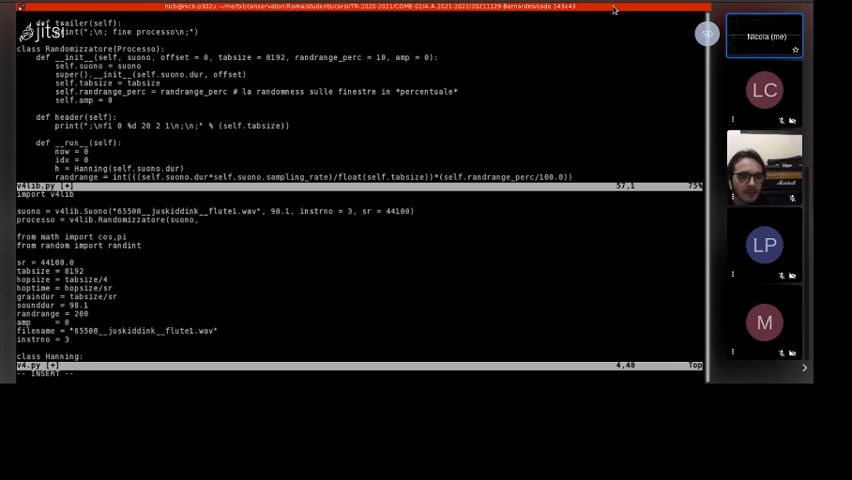 nicb@nicb-p302u: ~/me/txt/conservatori/Roma/students/corsi/TR-2020-2021/COME-02/A.A.2021-2022/20211129-Bernardini/code 143x43
def trailer(self):
print(";\n; fine processo\n;")
jitsi
class Randomizzatore(Processo):
def __init__(self, suono, offset = 0, tabsize = 8192, randrange_perc = 10, amp = 0):
self.suono = suono
super().__init__(self.suono.dur, offset)
self.tabsize = tabsize
self.randrange_perc = randrange_perc # la randomness sulle finestre in *percentuale*
self.amp = 0
def header(self):
print(";\nf1 0 %d 20 2 1\n;\n;" % (self.tabsize))
def __run__(self):
now = 0
idx = 0
h = Hanning(self.suono.dur)
randrange = int(((self.suono.dur*self.suono.sampling_rate)/float(self.tabsize))*(self.randrange_perc/100.0))
v4lib.py [+] 57,1 75%
import v4lib
suono = v4lib.Suono("65508__juskiddink__flute1.wav", 98.1, instrno = 3, sr = 44100)
processo = v4lib.Randomizzatore(suono,
from math import cos,pi
from random import randint
sr = 44100.0
tabsize = 8192
hopsize = tabsize/4
hoptime = hopsize/sr
graindur = tabsize/sr
sounddur = 98.1
randrange = 200
amp = 0
filename = "65508__juskiddink__flute1.wav"
instrno = 3
class Hanning:
v4.py [+] 4,40 Top
-- INSERT --
SD
Nicola (me)
LC
Marshall
LP
M